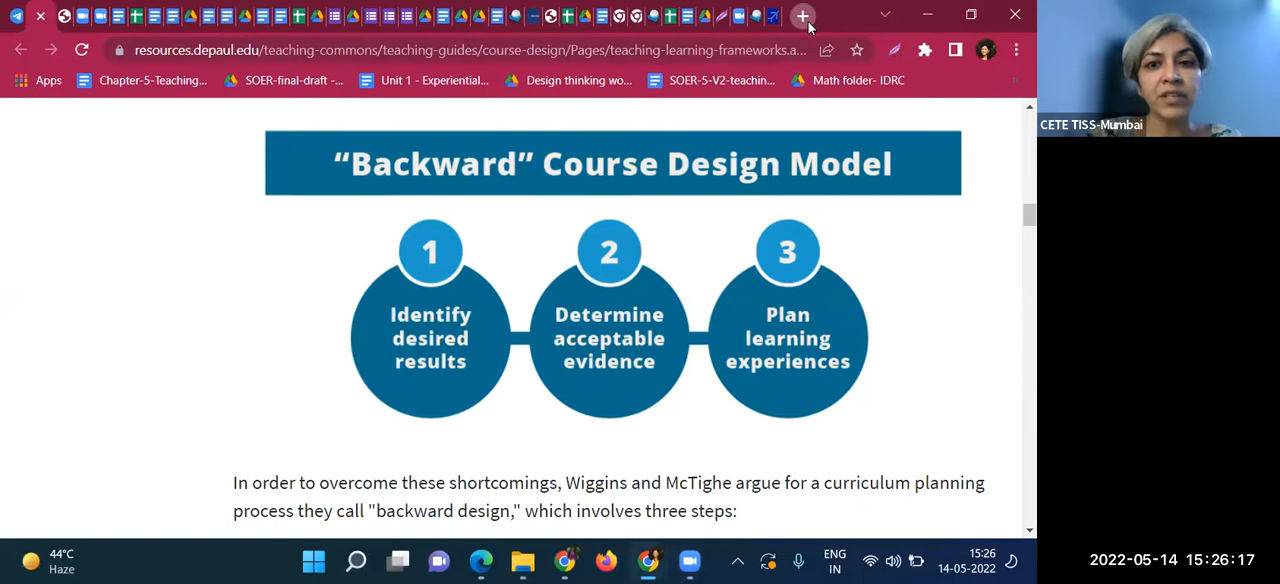 resources.depaul.edu/teaching-commons/teaching-guides/course-design/Pages/teaching-learning-frameworks.a...
Apps
Chapter-5-Teaching...
SOER-final-draft -...
Unit 1 - Experiential...
Design thinking wo...
SOER-5-V2-teachin...
Math folder- IDRC
CETE TISS-Mumbai
“Backward” Course Design Model
1
2
3
Identify
desired
results
Determine
acceptable
evidence
Plan
learning
experiences
In order to overcome these shortcomings, Wiggins and McTighe argue for a curriculum planning
process they call "backward design," which involves three steps:
44°C
Haze
ENG
IN
15:26
14-05-2022
2022-05-14 15:26:17